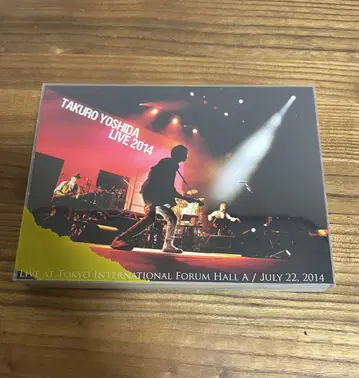 TAKURO YOSHIDA
LIVE 2014
LIVE AT TOKYO INTERNATIONAL FORUM HALL A / JULY 22, 2014